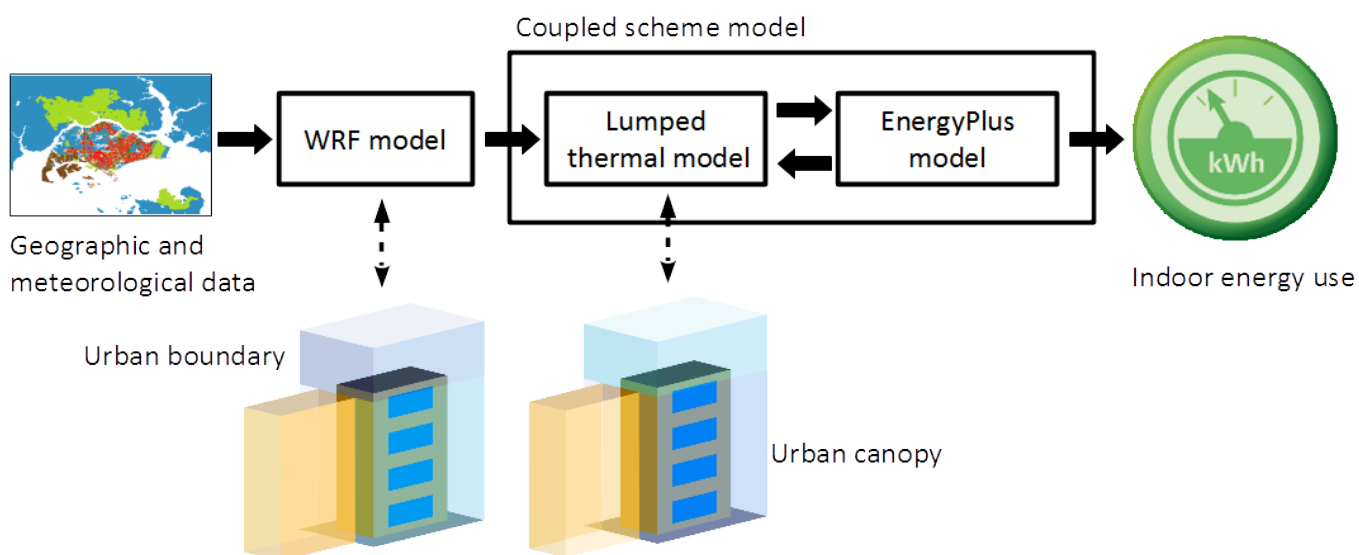 Coupled scheme model
WRF model
Lumped
thermal model
EnergyPlus
model
kWh
Geographic and
meteorological data
Indoor energy use
Urban boundary
Urban canopy